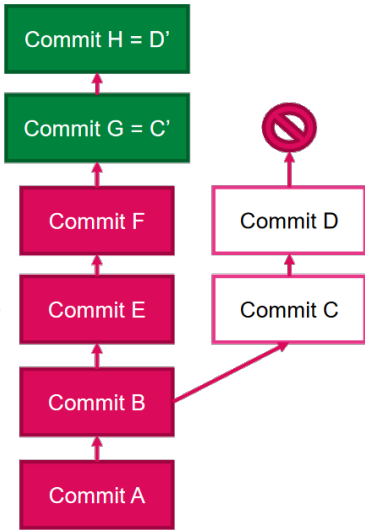 Commit H = D’
Commit G = C’
Commit F
Commit D
Commit E
Commit C
Commit B
Commit A